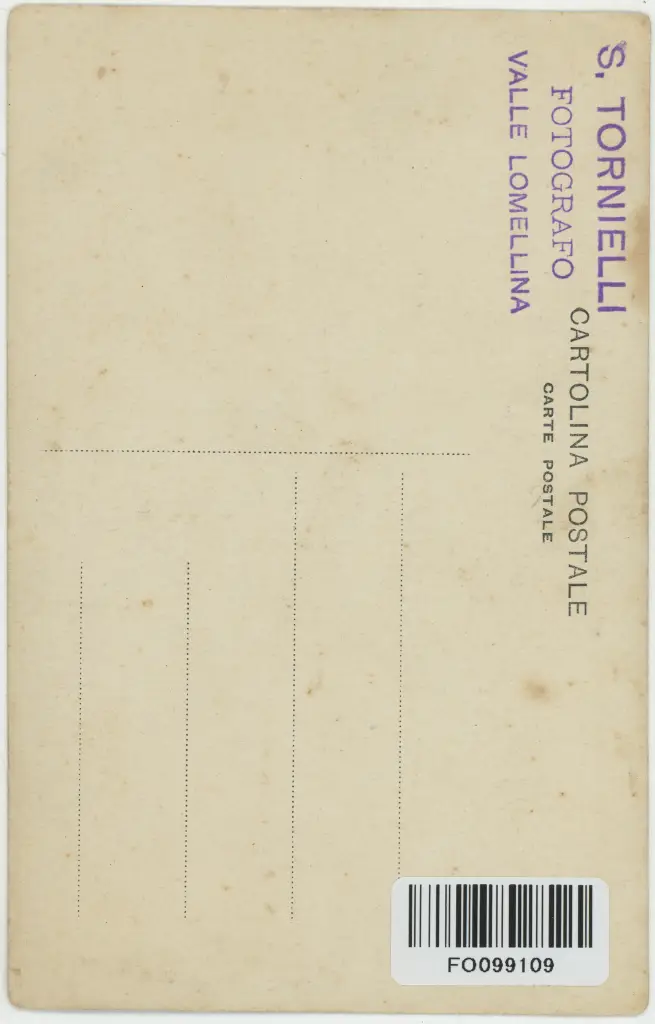 S. TORNIELLI
FOTOGRAFO
VALLE LOMELLINA
CARTOLINA POSTALE
CARTE POSTALE
FO099109